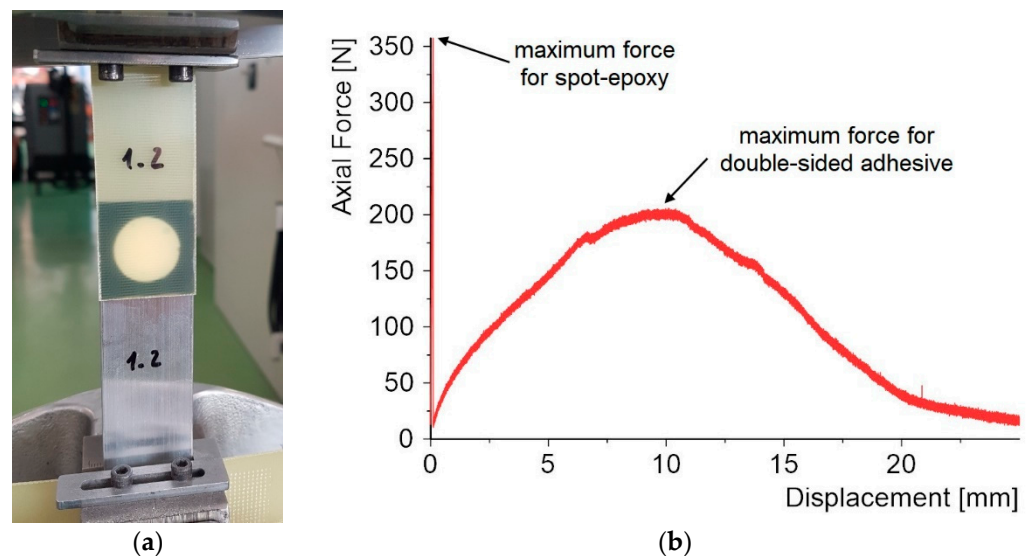 1.2
1.2
(a)
350
300
250
200
150
100
50
0
Axial Force [N]
maximum force
for spot-epoxy
maximum force for
double-sided adhesive
0
5
10
15
20
Displacement [mm]
(b)